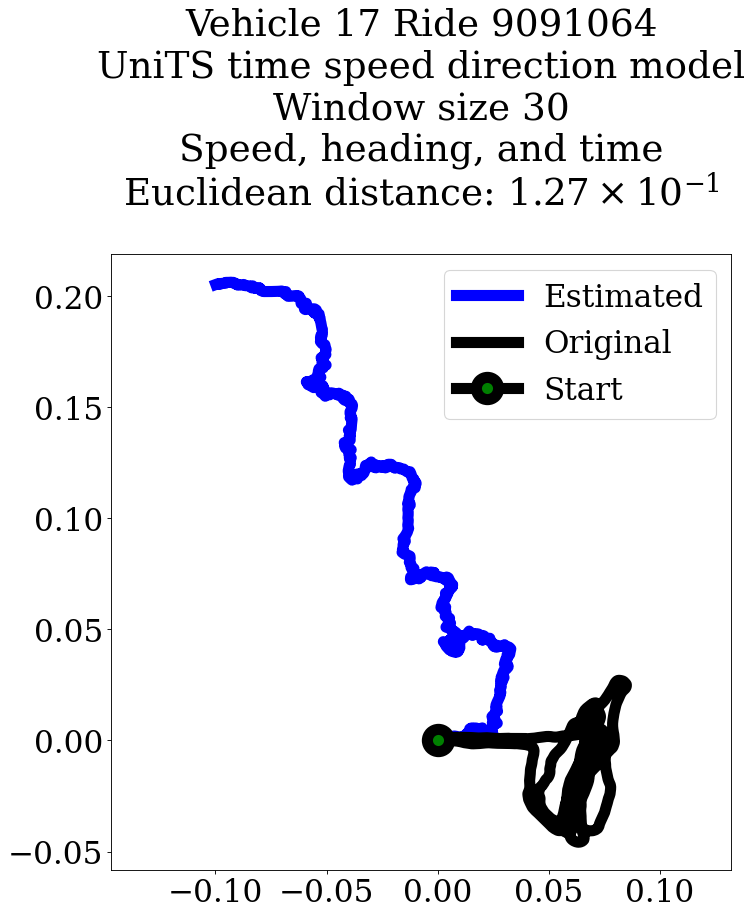 Vehicle 17 Ride 9091064
UniTS time speed direction model
Window size 30
Speed, heading, and time
Euclidean distance: 1.27 × 10⁻¹
Estimated
Original
Start
0.20
0.15
0.10
0.05
0.00
−0.05
−0.10 −0.05 0.00 0.05 0.10